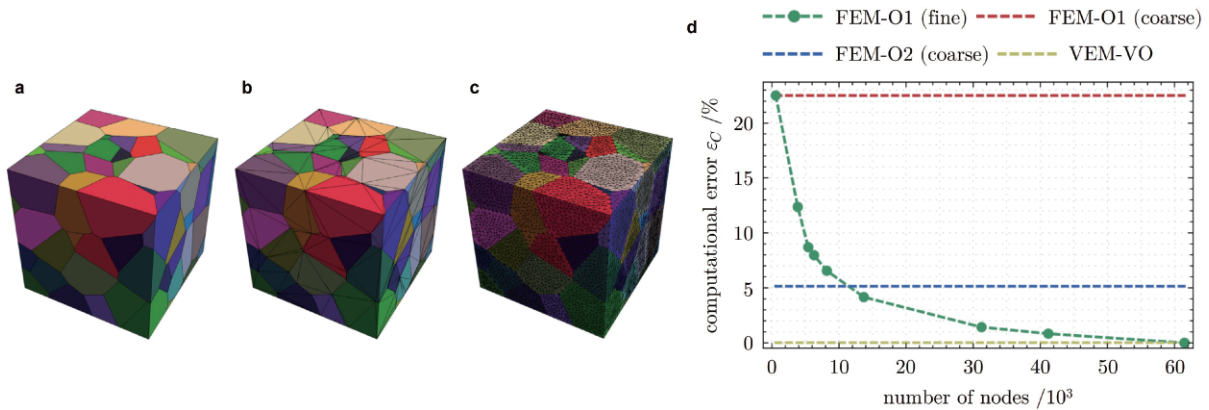 a
b
c
d
FEM-O1 (fine)
FEM-O1 (coarse)
FEM-O2 (coarse)
VEM-VO
computational error ε_C /%
20
15
10
5
0
0 10 20 30 40 50 60
number of nodes /10³